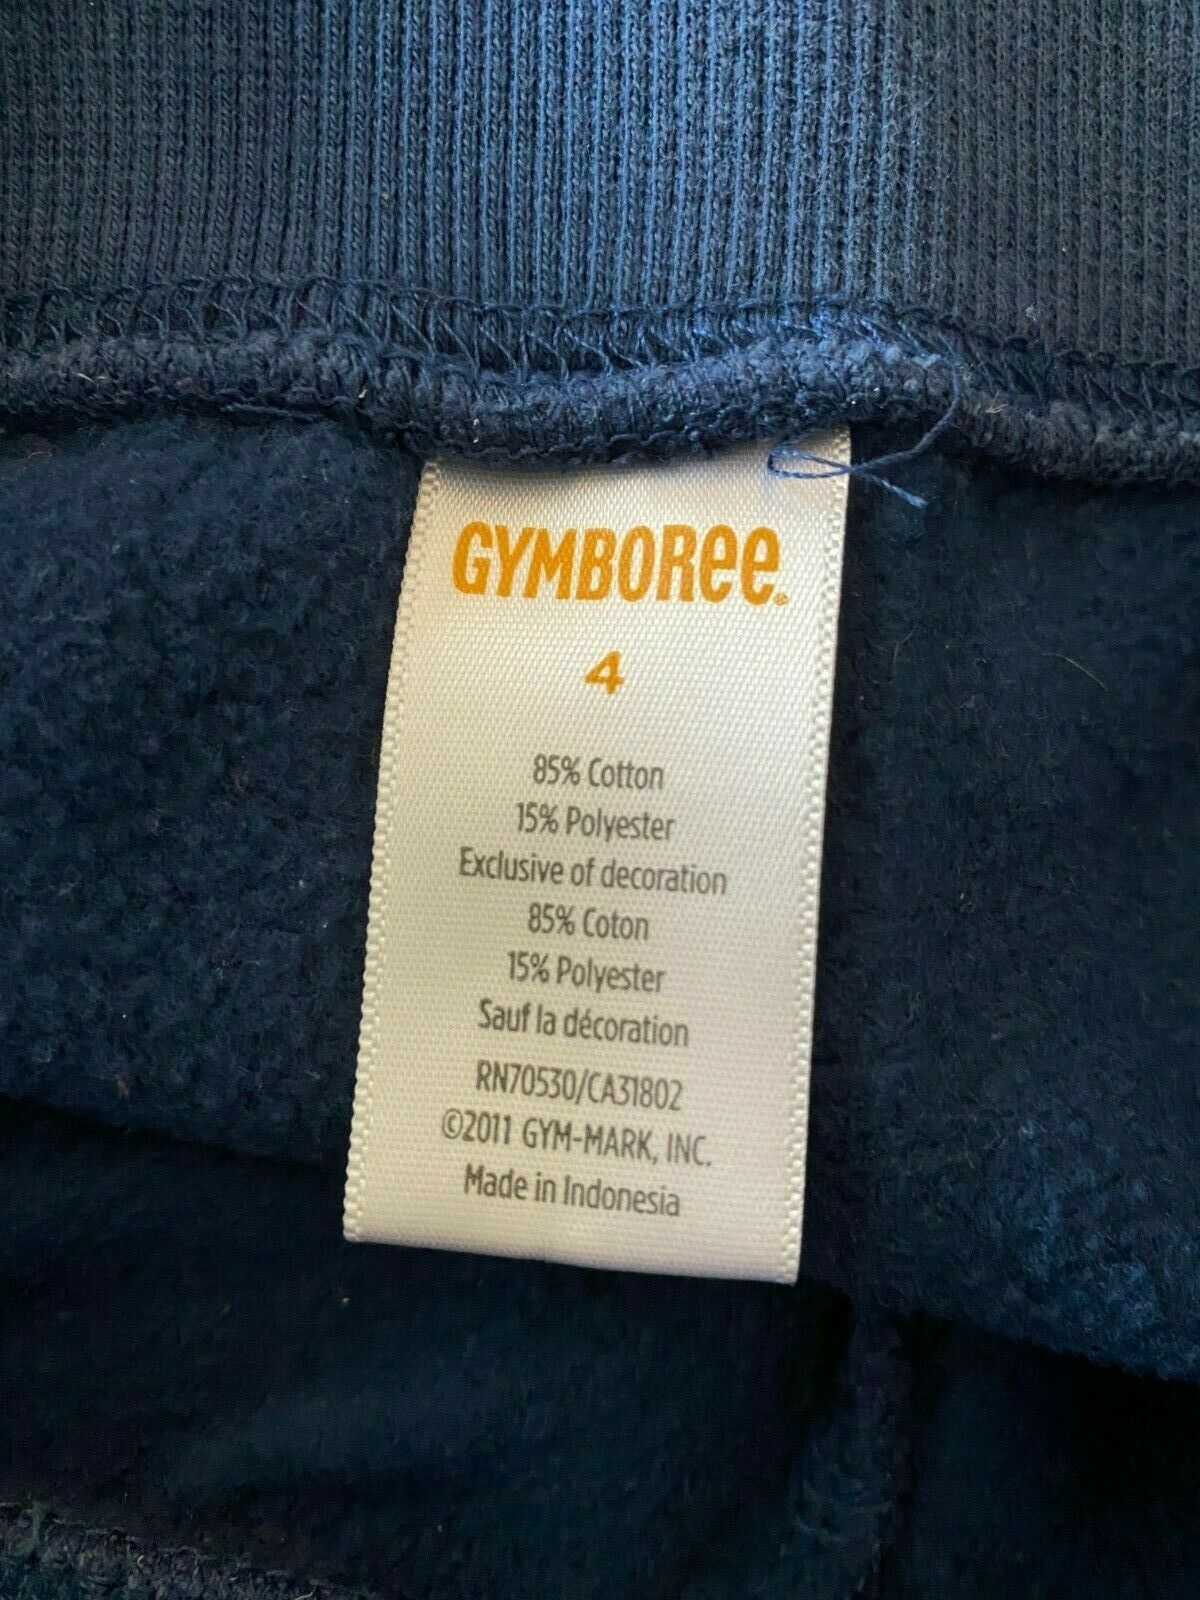 GYMBOREE
4
85% Cotton
15% Polyester
Exclusive of decoration
85% Coton
15% Polyester
Sauf la décoration
RN70530/CA31802
©2011 GYM-MARK, INC.
Made in Indonesia